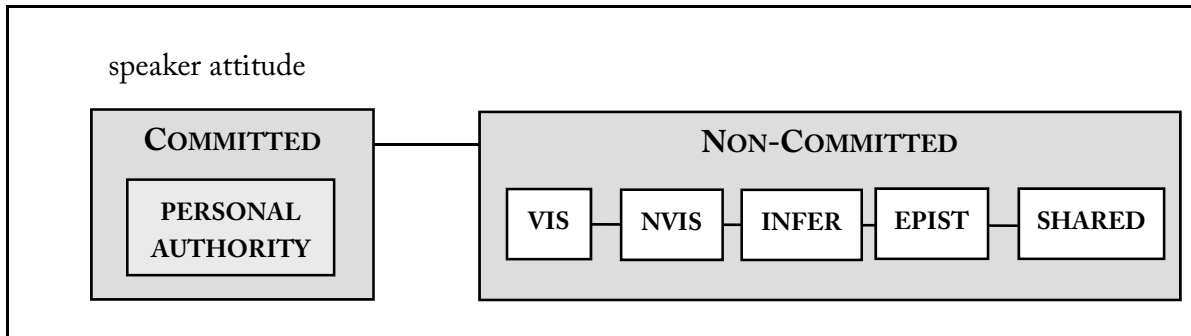 speaker attitude
COMMITTED
PERSONAL
AUTHORITY
NON-COMMITTED
VIS
NVIS
INFER
EPIST
SHARED